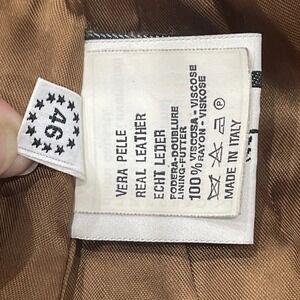 46
VERA PELLE
REAL LEATHER
ECHT LEDER
FODERA-DOUBLURE
LINING-FUTTER
100% VISCOSA - VISCOSE
RAYON - VISKOSE
P
MADE IN ITALY